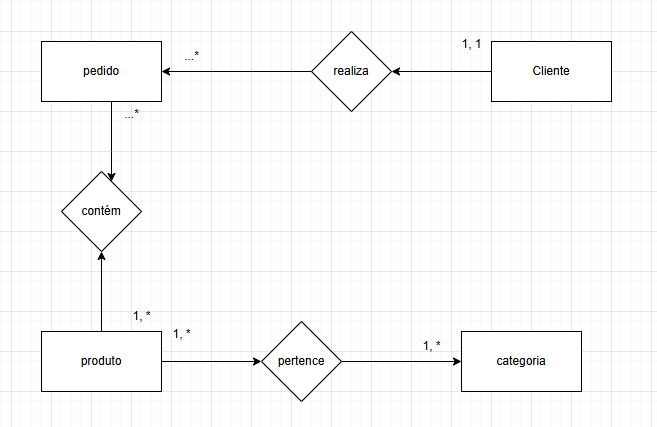 ...*
1, 1
pedido
realiza
Cliente
...*
contém
1, *
1, *
1, *
produto
pertence
categoria